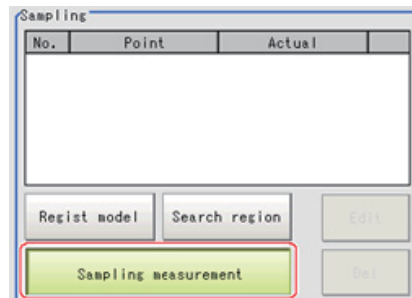 Sampling
No. Point Actual
Regist model Search region Edit
Sampling measurement Del